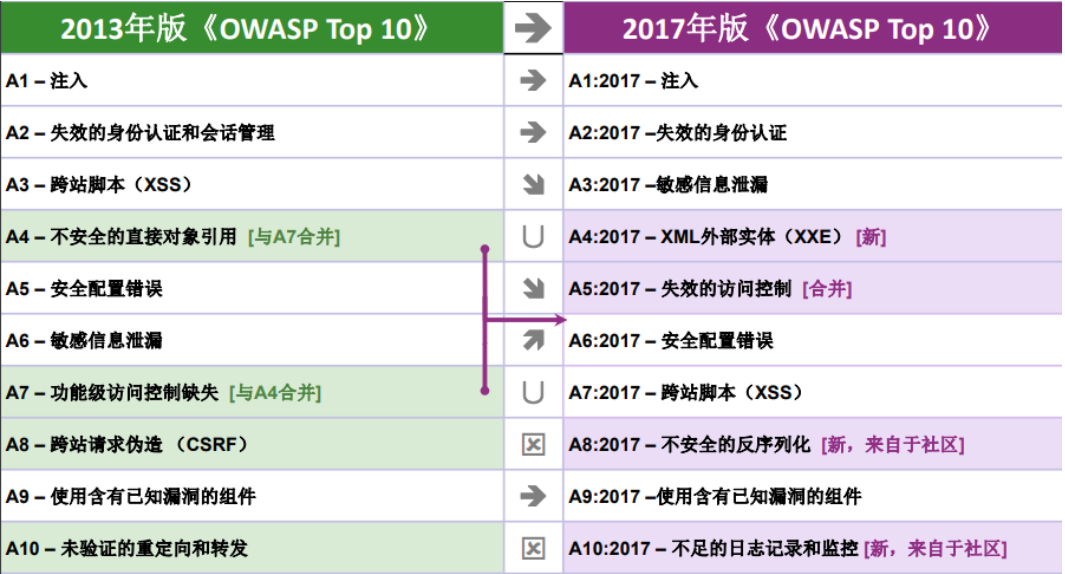 2013年版《OWASP Top 10》 2017年版《OWASP Top 10》
A1 – 注入 A1:2017 – 注入
A2 – 失效的身份认证和会话管理 A2:2017 –失效的身份认证
A3 – 跨站脚本（XSS） A3:2017 –敏感信息泄漏
A4 – 不安全的直接对象引用 [与A7合并] A4:2017 – XML外部实体（XXE） [新]
A5 – 安全配置错误 A5:2017 – 失效的访问控制 [合并]
A6 – 敏感信息泄漏 A6:2017 – 安全配置错误
A7 – 功能级访问控制缺失 [与A4合并] A7:2017 – 跨站脚本（XSS）
A8 – 跨站请求伪造 （CSRF） A8:2017 – 不安全的反序列化 [新，来自于社区]
A9 – 使用含有已知漏洞的组件 A9:2017 –使用含有已知漏洞的组件
A10 – 未验证的重定向和转发 A10:2017 – 不足的日志记录和监控 [新，来自于社区]